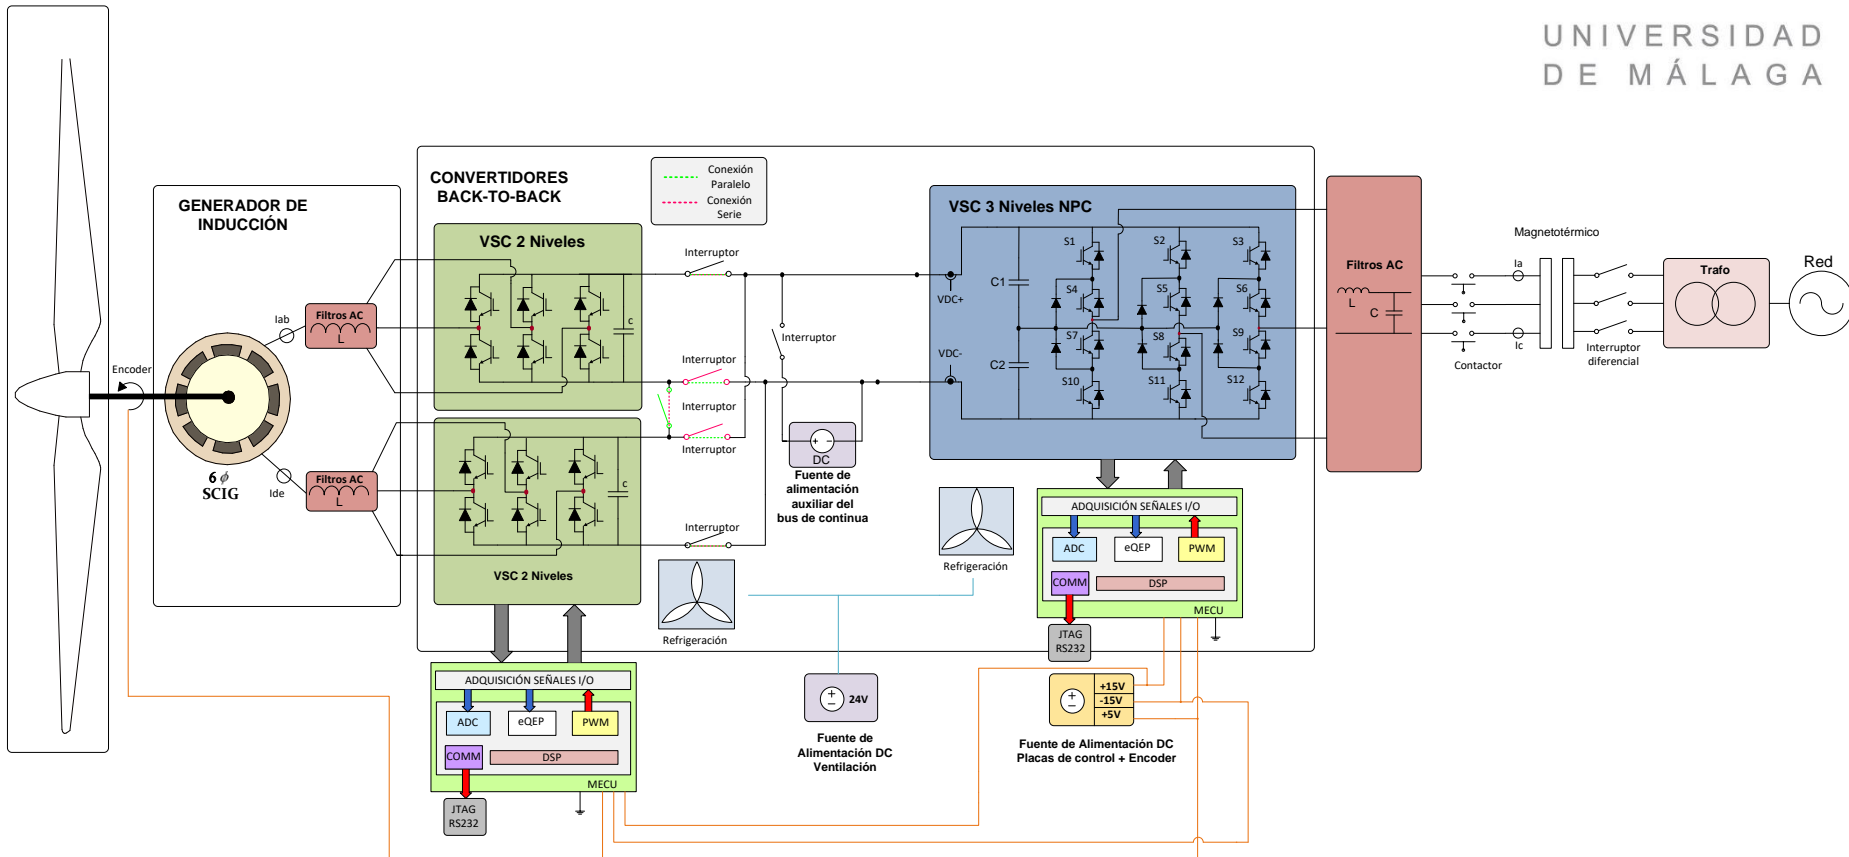 UNIVERSIDAD
DE MÁLAGA
GENERADOR DE
INDUCCIÓN
Encoder
Iab
Filtros AC
L
6 ϕ
SCIG
Ide
Filtros AC
L
CONVERTIDORES
BACK-TO-BACK
Conexión
Paralelo
Conexión
Serie
VSC 2 Niveles
c
VSC 2 Niveles
c
Interruptor
Interruptor
Interruptor
Interruptor
Interruptor
Interruptor
DC
Fuente de
alimentación
auxiliar del
bus de continua
Refrigeración
Refrigeración
VSC 3 Niveles NPC
VDC+
VDC-
C1
C2
S1
S2
S3
S4
S5
S6
S7
S8
S9
S10
S11
S12
Filtros AC
L
C
Contactor
Ia
Ic
Magnetotérmico
Interruptor
diferencial
Trafo
Red
ADQUISICIÓN SEÑALES I/O
ADC
eQEP
PWM
COMM
DSP
MECU
JTAG
RS232
ADQUISICIÓN SEÑALES I/O
ADC
eQEP
PWM
COMM
DSP
MECU
JTAG
RS232
24V
Fuente de
Alimentación DC
Ventilación
+15V
-15V
+5V
Fuente de Alimentación DC
Placas de control + Encoder